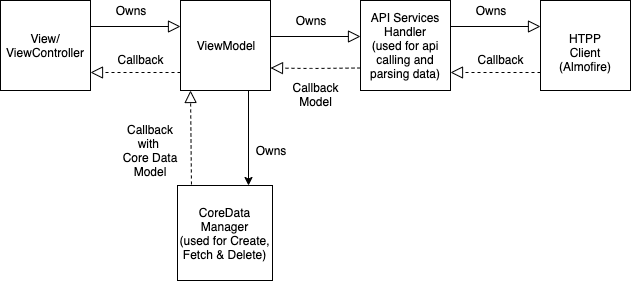 Owns
View/
ViewController
Callback
ViewModel
Owns
Callback
Model
API Services
Handler
(used for api
calling and
parsing data)
Owns
Callback
HTPP
Client
(Almofire)
Callback
with
Core Data
Model
Owns
CoreData
Manager
(used for Create,
Fetch & Delete)